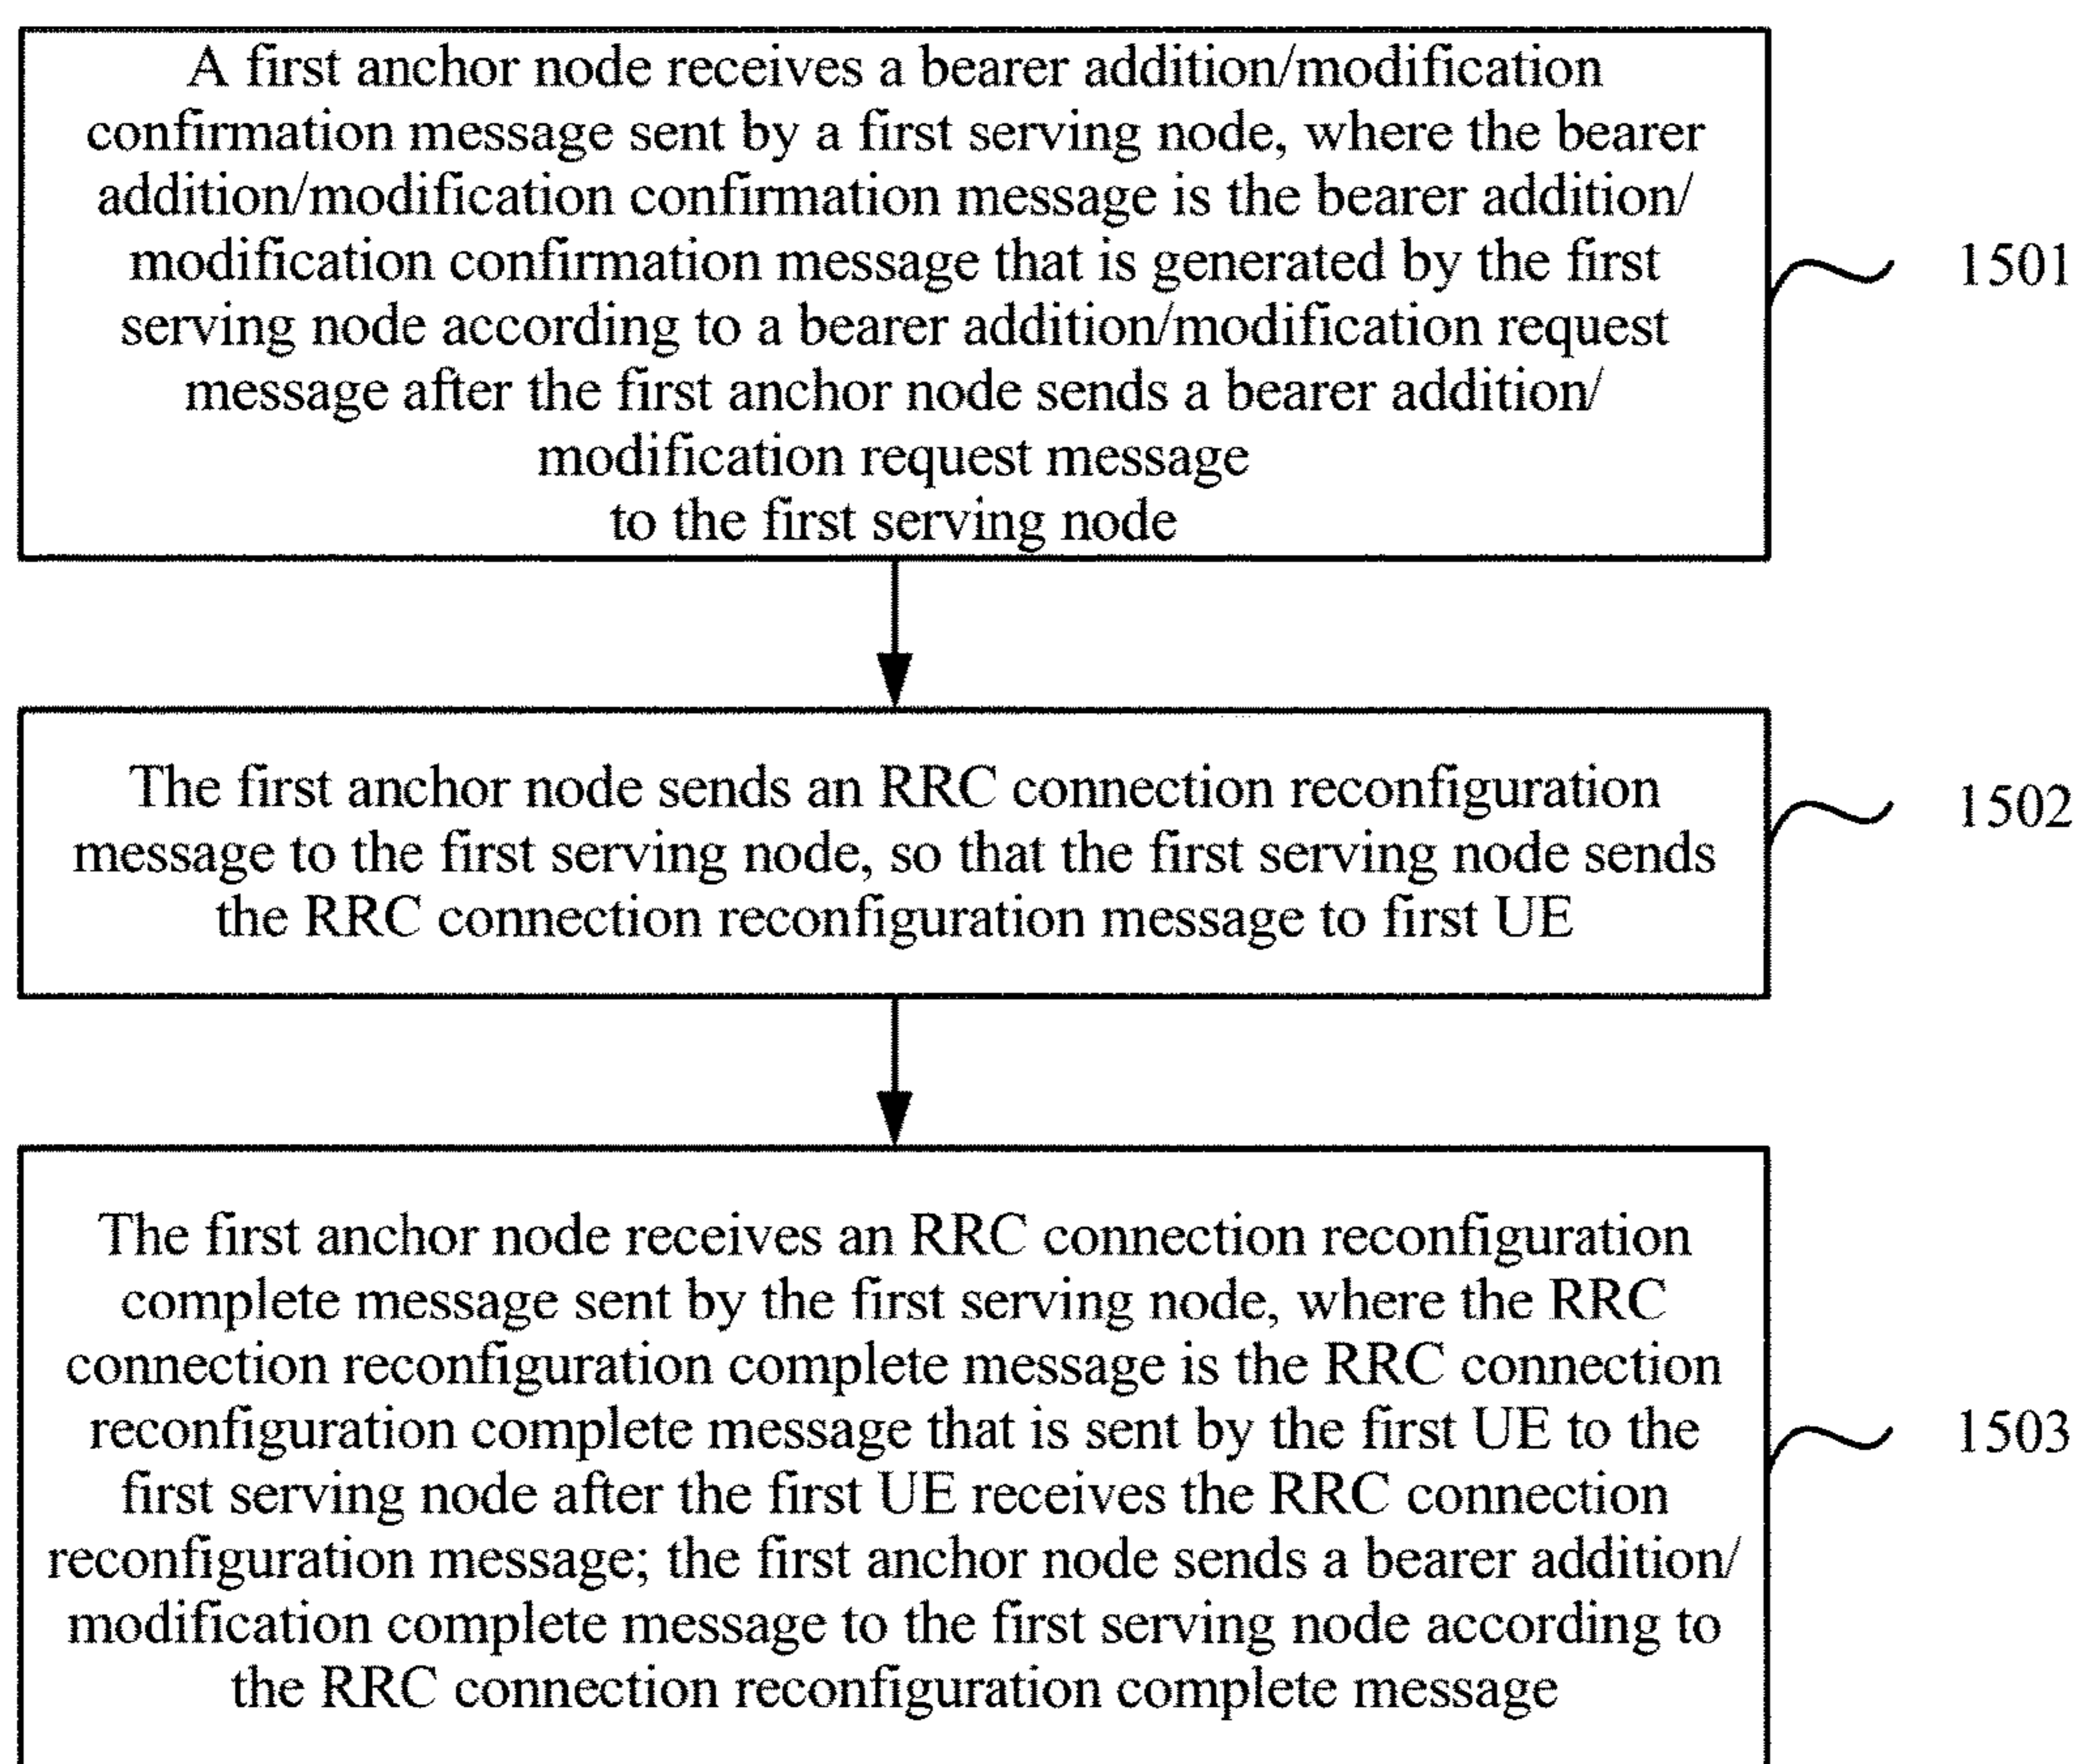 A first anchor node receives a bearer addition/modification
confirmation message sent by a first serving node, where the bearer
addition/modification confirmation message is the bearer addition/
modification confirmation message that is generated by the first
serving node according to a bearer addition/modification request
message after the first anchor node sends a bearer addition/
modification request message
to the first serving node
1501
The first anchor node sends an RRC connection reconfiguration
message to the first serving node, so that the first serving node sends
the RRC connection reconfiguration message to first UE
1502
The first anchor node receives an RRC connection reconfiguration
complete message sent by the first serving node, where the RRC
connection reconfiguration complete message is the RRC connection
reconfiguration complete message that is sent by the first UE to the
first serving node after the first UE receives the RRC connection
reconfiguration message; the first anchor node sends a bearer addition/
modification complete message to the first serving node according to
the RRC connection reconfiguration complete message
1503